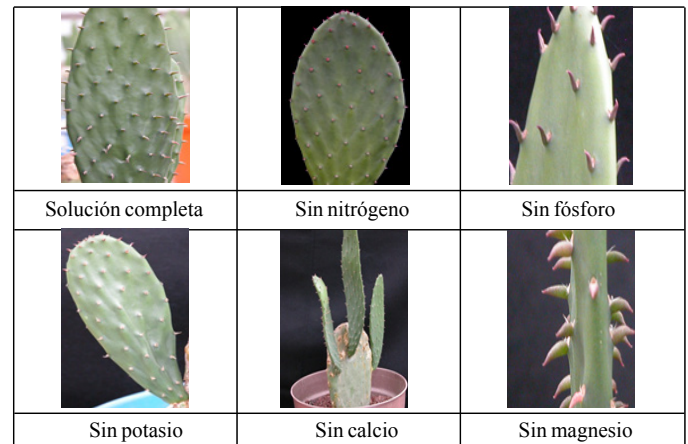 Solución completa
Sin nitrógeno
Sin fósforo
Sin potasio
Sin calcio
Sin magnesio